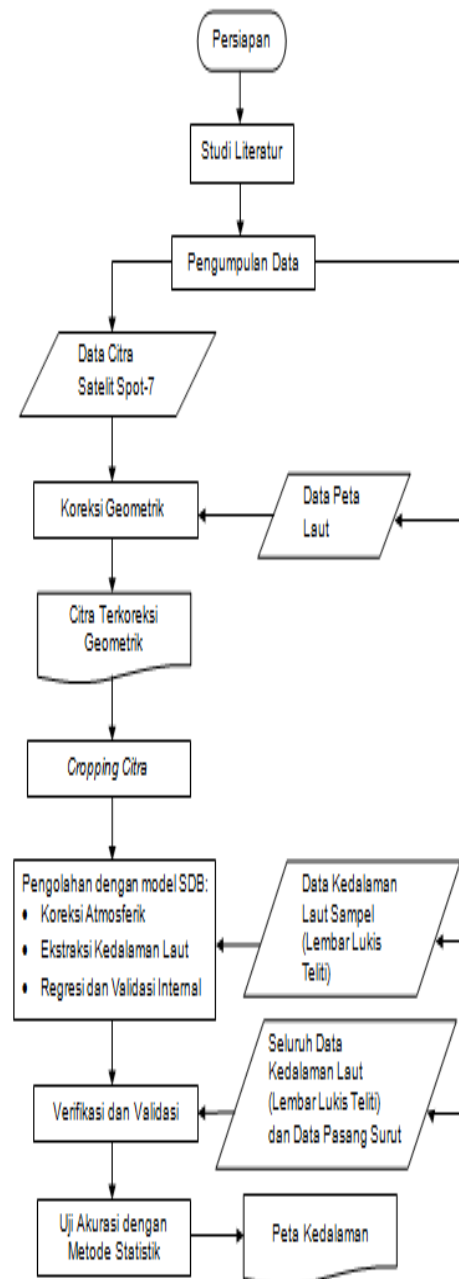 Persiapan
Studi Literatur
Pengumpulan Data
Data Citra
Satelit Spot-7
Koreksi Geometrik
Data Peta
Laut
Citra Terkoreksi
Geometrik
Cropping Citra
Pengolahan dengan model SDB:
• Koreksi Atmosferik
• Ekstraksi Kedalaman Laut
• Regresi dan Validasi Internal
Data Kedalaman
Laut Sampel
(Lembar Lukis
Teliti)
Verifikasi dan Validasi
Seluruh Data
Kedalaman Laut
(Lembar Lukis Teliti)
dan Data Pasang Surut
Uji Akurasi dengan
Metode Statistik
Peta Kedalaman